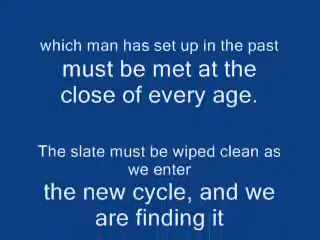 which man has set up in the past
must be met at the
close of every age.
The slate must be wiped clean as
we enter
the new cycle, and we
are finding it